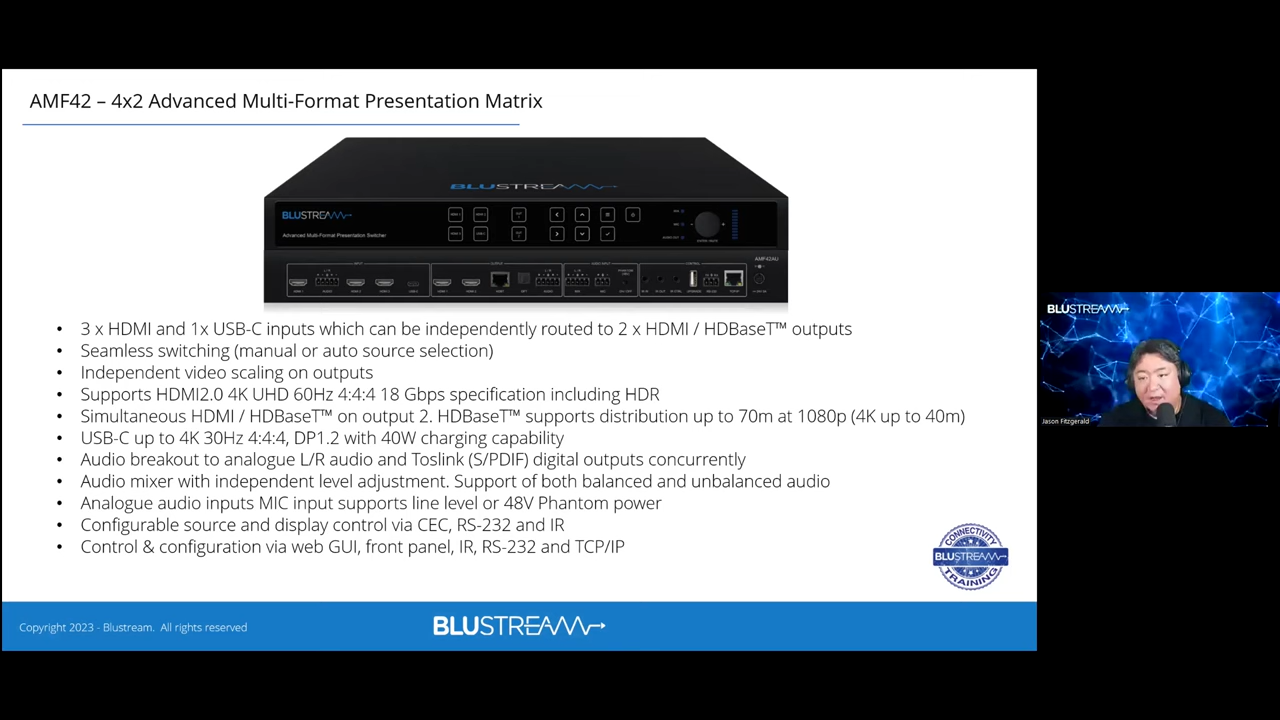 AMF42 – 4x2 Advanced Multi-Format Presentation Matrix
BLUSTREAM
BLUSTREAM
Advanced Multi-Format Presentation Switcher
AMF42AU
INPUT
OUTPUT
AUDIO INPUT
CONTROL
• 3 x HDMI and 1x USB-C inputs which can be independently routed to 2 x HDMI / HDBaseT™ outputs
• Seamless switching (manual or auto source selection)
• Independent video scaling on outputs
• Supports HDMI2.0 4K UHD 60Hz 4:4:4 18 Gbps specification including HDR
• Simultaneous HDMI / HDBaseT™ on output 2. HDBaseT™ supports distribution up to 70m at 1080p (4K up to 40m)
• USB-C up to 4K 30Hz 4:4:4, DP1.2 with 40W charging capability
• Audio breakout to analogue L/R audio and Toslink (S/PDIF) digital outputs concurrently
• Audio mixer with independent level adjustment. Support of both balanced and unbalanced audio
• Analogue audio inputs MIC input supports line level or 48V Phantom power
• Configurable source and display control via CEC, RS-232 and IR
• Control & configuration via web GUI, front panel, IR, RS-232 and TCP/IP
CONNECTIVITY
BLUSTREAM
TRAINING
Copyright 2023 - Blustream. All rights reserved
BLUSTREAM
BLUSTREAM
Jason Fitzgerald